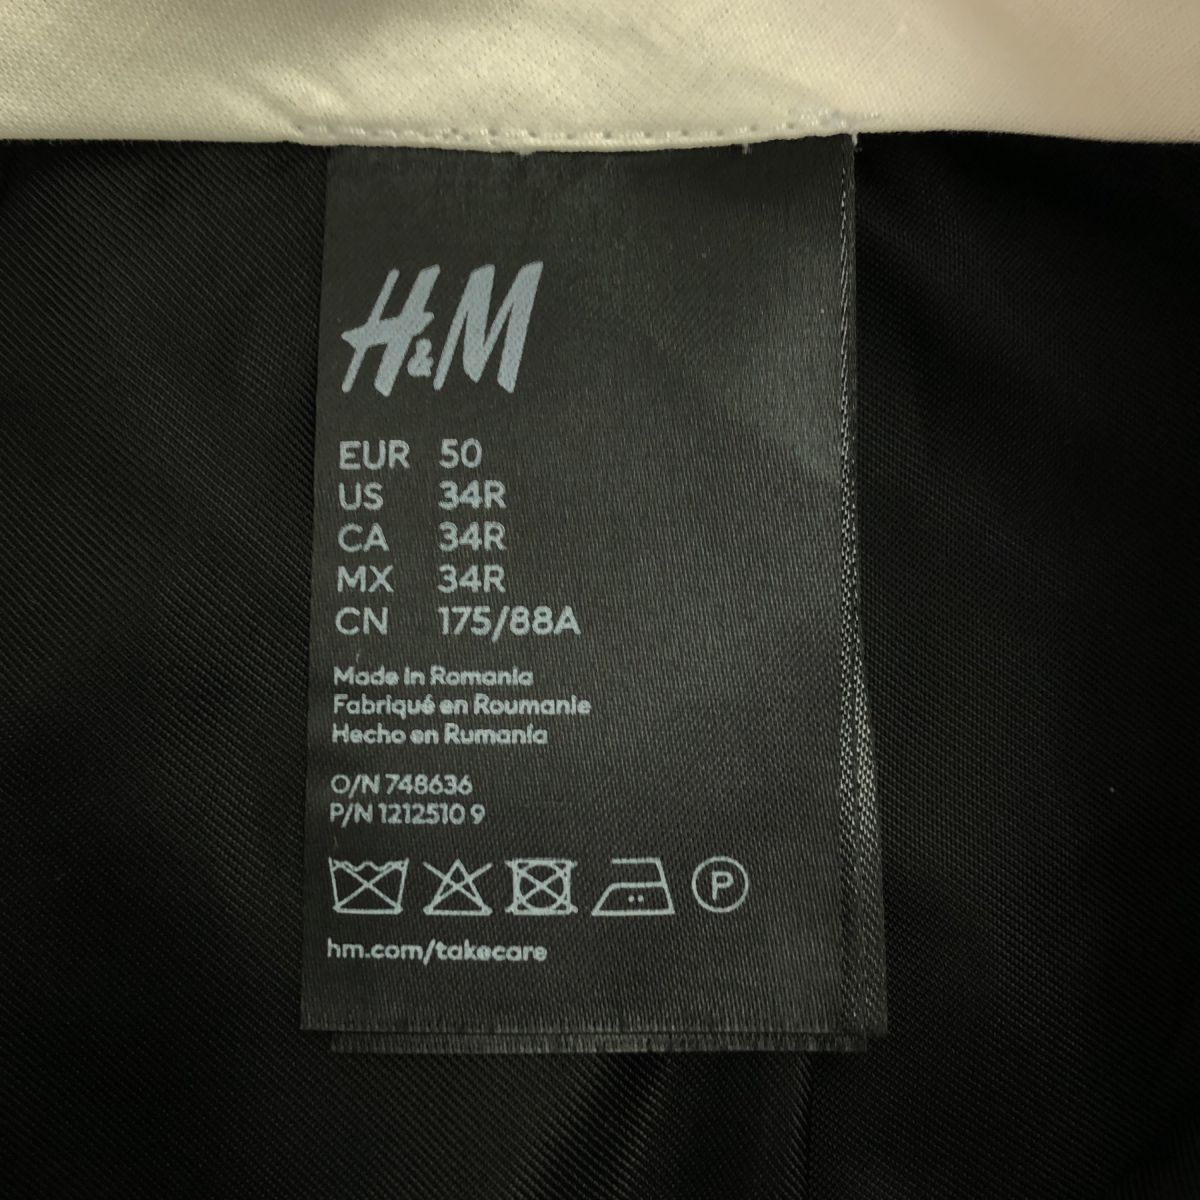 H&M
EUR 50
US 34R
CA 34R
MX 34R
CN 175/88A
Made in Romania
Fabriqué en Roumanie
Hecho en Rumanía
O/N 748636
P/N 1212510 9
P
hm.com/takecare